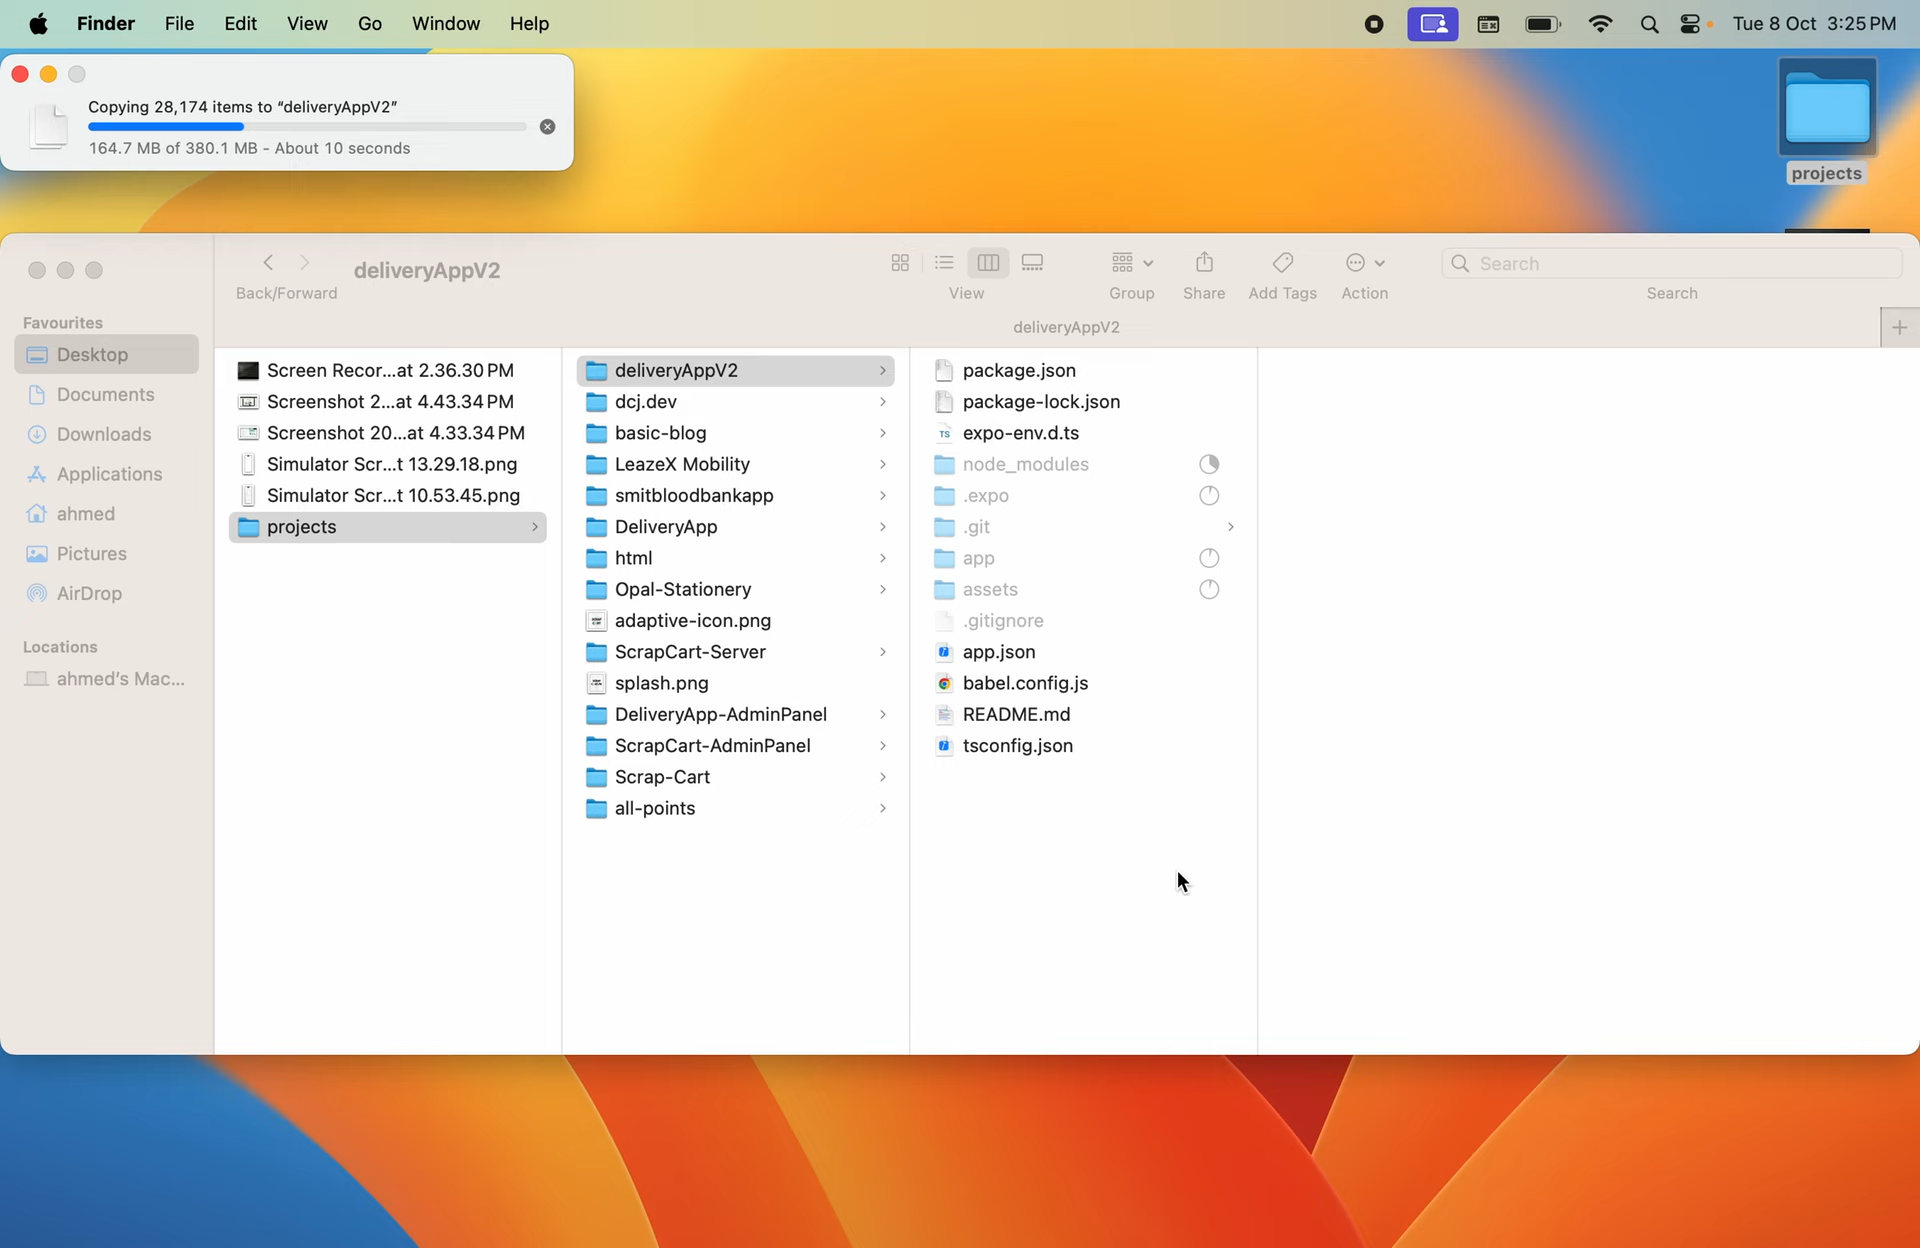 Finder File Edit View Go Window Help Tue 8 Oct 3:25 PM
Copying 28,174 items to “deliveryAppV2”
164.7 MB of 380.1 MB - About 10 seconds
projects
deliveryAppV2
Back/Forward
View
Group
Share
Add Tags
Action
Search
Search
deliveryAppV2
Favourites
Desktop
Documents
Downloads
Applications
ahmed
Pictures
AirDrop
Locations
ahmed’s Mac...
Screen Recor...at 2.36.30 PM
Screenshot 2...at 4.43.34 PM
Screenshot 20...at 4.33.34 PM
Simulator Scr...t 13.29.18.png
Simulator Scr...t 10.53.45.png
projects
deliveryAppV2
dcj.dev
basic-blog
LeazeX Mobility
smitbloodbankapp
DeliveryApp
html
Opal-Stationery
adaptive-icon.png
ScrapCart-Server
splash.png
DeliveryApp-AdminPanel
ScrapCart-AdminPanel
Scrap-Cart
all-points
package.json
package-lock.json
TS expo-env.d.ts
node_modules
.expo
.git
app
assets
.gitignore
app.json
babel.config.js
README.md
tsconfig.json